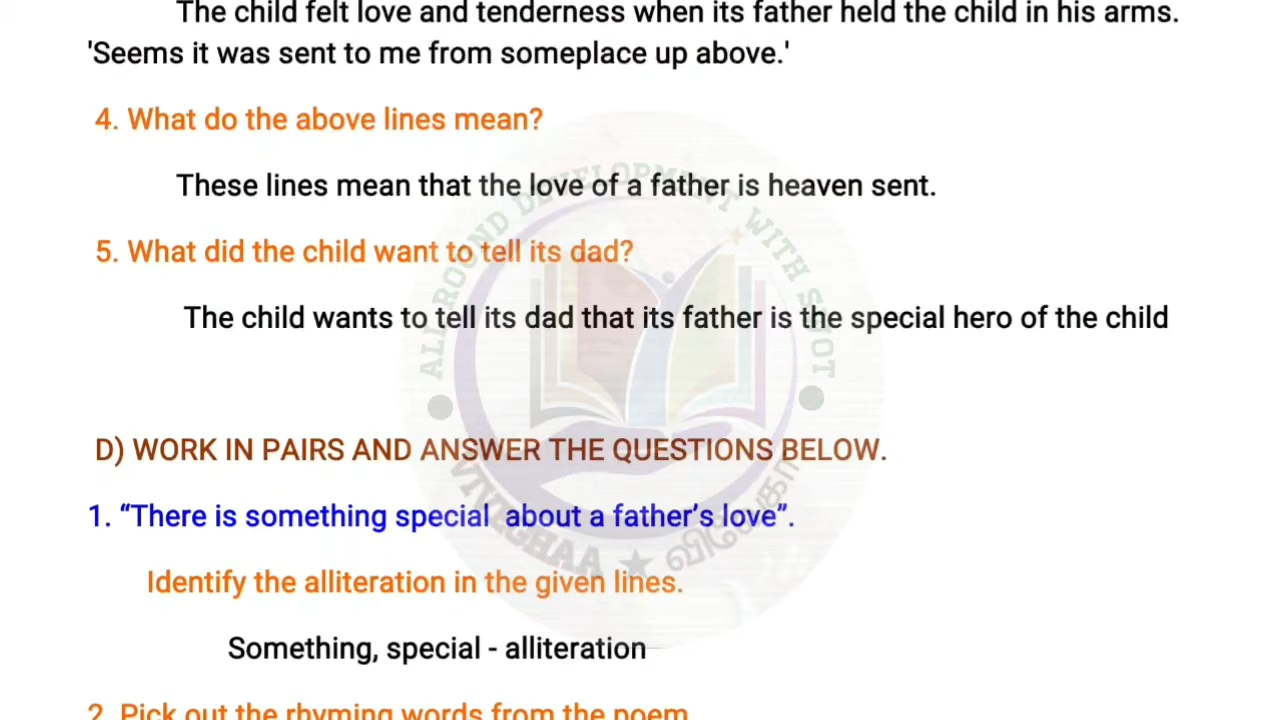 The child felt love and tenderness when its father held the child in his arms.
'Seems it was sent to me from someplace up above.'
4. What do the above lines mean?
These lines mean that the love of a father is heaven sent.
5. What did the child want to tell its dad?
The child wants to tell its dad that its father is the special hero of the child
D) WORK IN PAIRS AND ANSWER THE QUESTIONS BELOW.
1. “There is something special  about a father’s love”.
Identify the alliteration in the given lines.
Something, special - alliteration
2. Pick out the rhyming words from the poem
ALLROUND DEVELOPMENT WITH SHOT
VIVEGHAA ★ விவேகா